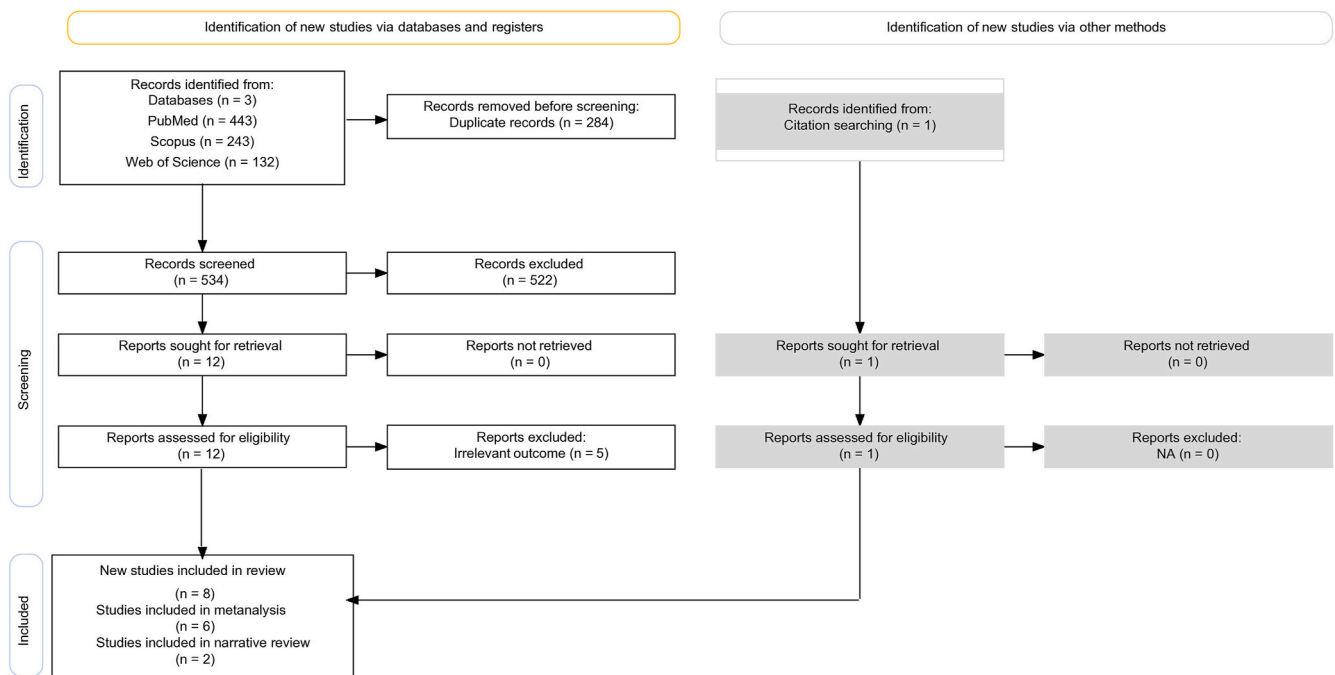 Identification of new studies via databases and registers
Identification of new studies via other methods
Identification
Records identified from:
Databases (n = 3)
PubMed (n = 443)
Scopus (n = 243)
Web of Science (n = 132)
Records removed before screening:
Duplicate records (n = 284)
Records identified from:
Citation searching (n = 1)
Screening
Records screened
(n = 534)
Records excluded
(n = 522)
Reports sought for retrieval
(n = 12)
Reports not retrieved
(n = 0)
Reports sought for retrieval
(n = 1)
Reports not retrieved
(n = 0)
Reports assessed for eligibility
(n = 12)
Reports excluded:
Irrelevant outcome (n = 5)
Reports assessed for eligibility
(n = 1)
Reports excluded:
NA (n = 0)
Included
New studies included in review
(n = 8)
Studies included in metanalysis
(n = 6)
Studies included in narrative review
(n = 2)